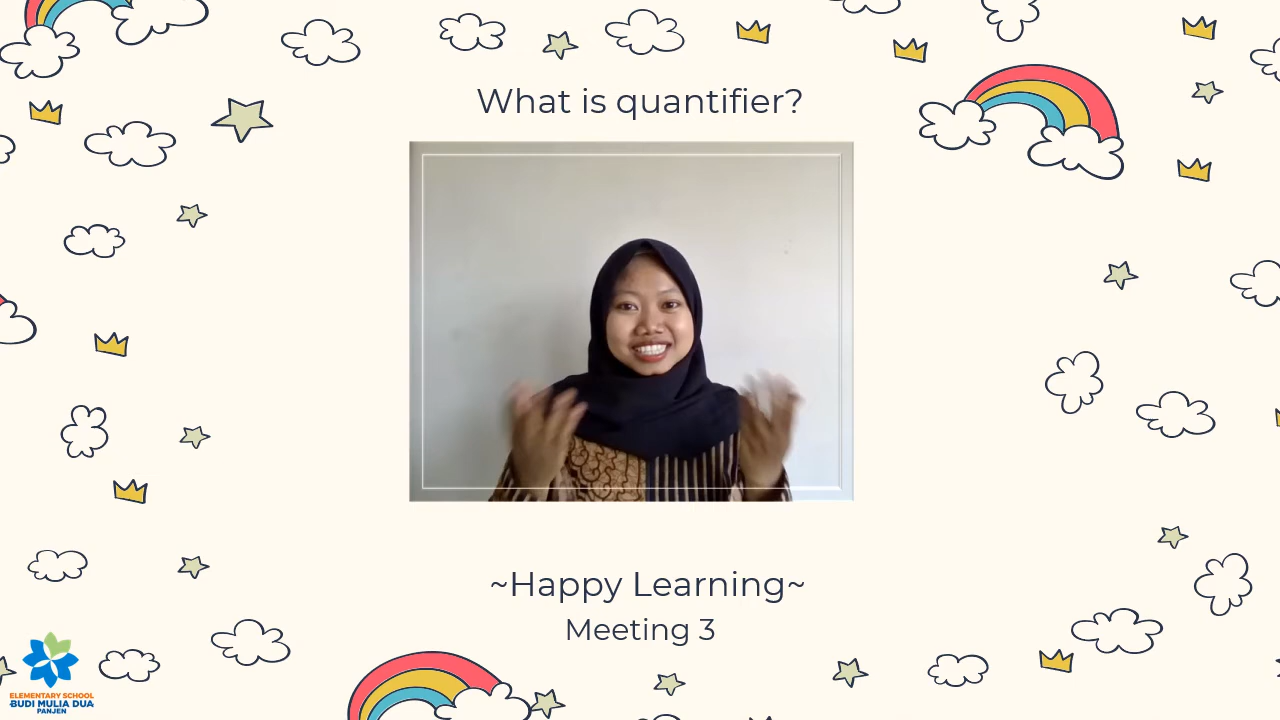 What is quantifier?
~Happy Learning~
Meeting 3
ELEMENTARY SCHOOL
BUDI MULIA DUA
PANJEN